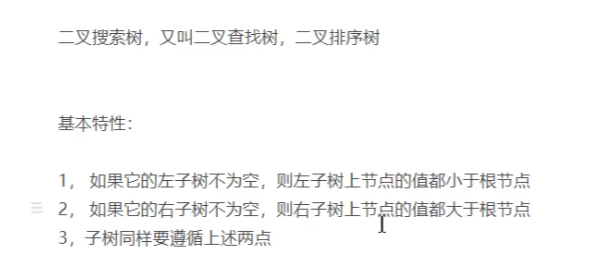 二叉搜索树，又叫二叉查找树，二叉排序树
基本特性：
1， 如果它的左子树不为空，则左子树上节点的值都小于根节点
2， 如果它的右子树不为空，则右子树上节点的值都大于根节点
3，子树同样要遵循上述两点